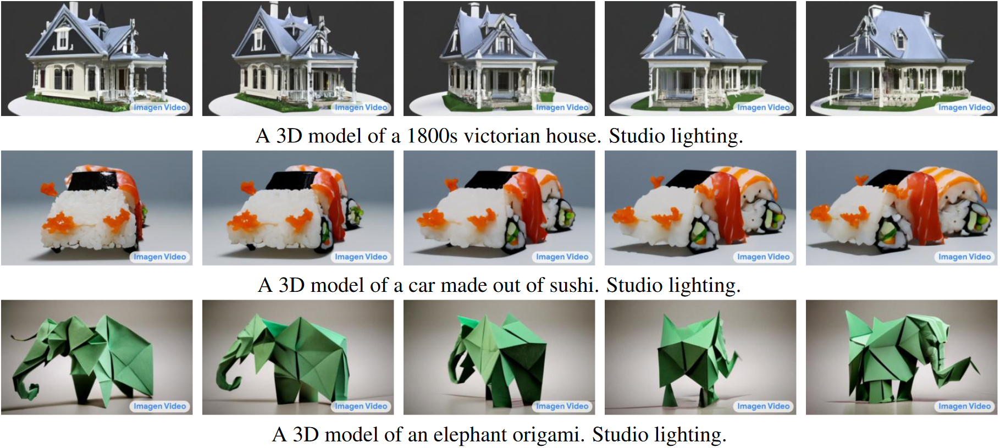 Imagen Video Imagen Video Imagen Video Imagen Video Imagen Video
A 3D model of a 1800s victorian house. Studio lighting.
Imagen Video Imagen Video Imagen Video Imagen Video Imagen Video
A 3D model of a car made out of sushi. Studio lighting.
Imagen Video Imagen Video Imagen Video Imagen Video Imagen Video
A 3D model of an elephant origami. Studio lighting.